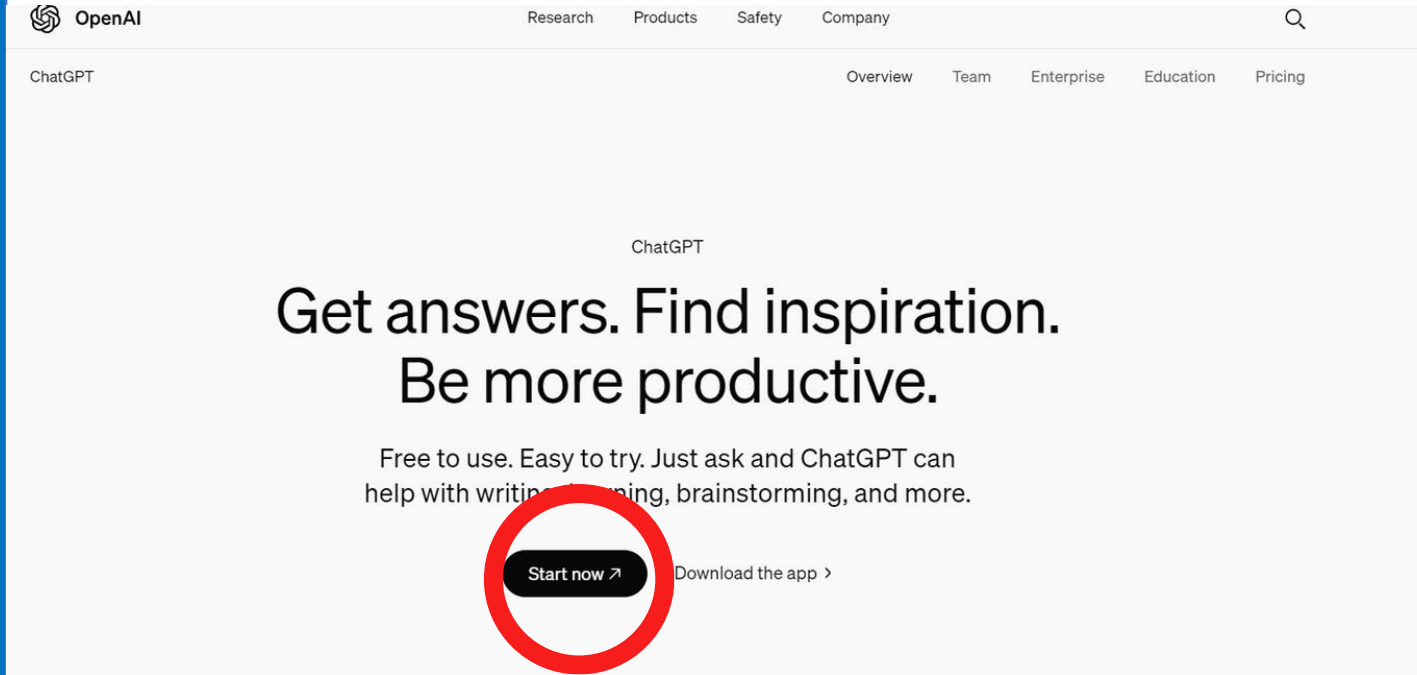 OpenAI Research Products Safety Company
ChatGPT Overview Team Enterprise Education Pricing
ChatGPT
Get answers. Find inspiration.
Be more productive.
Free to use. Easy to try. Just ask and ChatGPT can
help with writing, brainstorming, and more.
Start now ↗ Download the app >